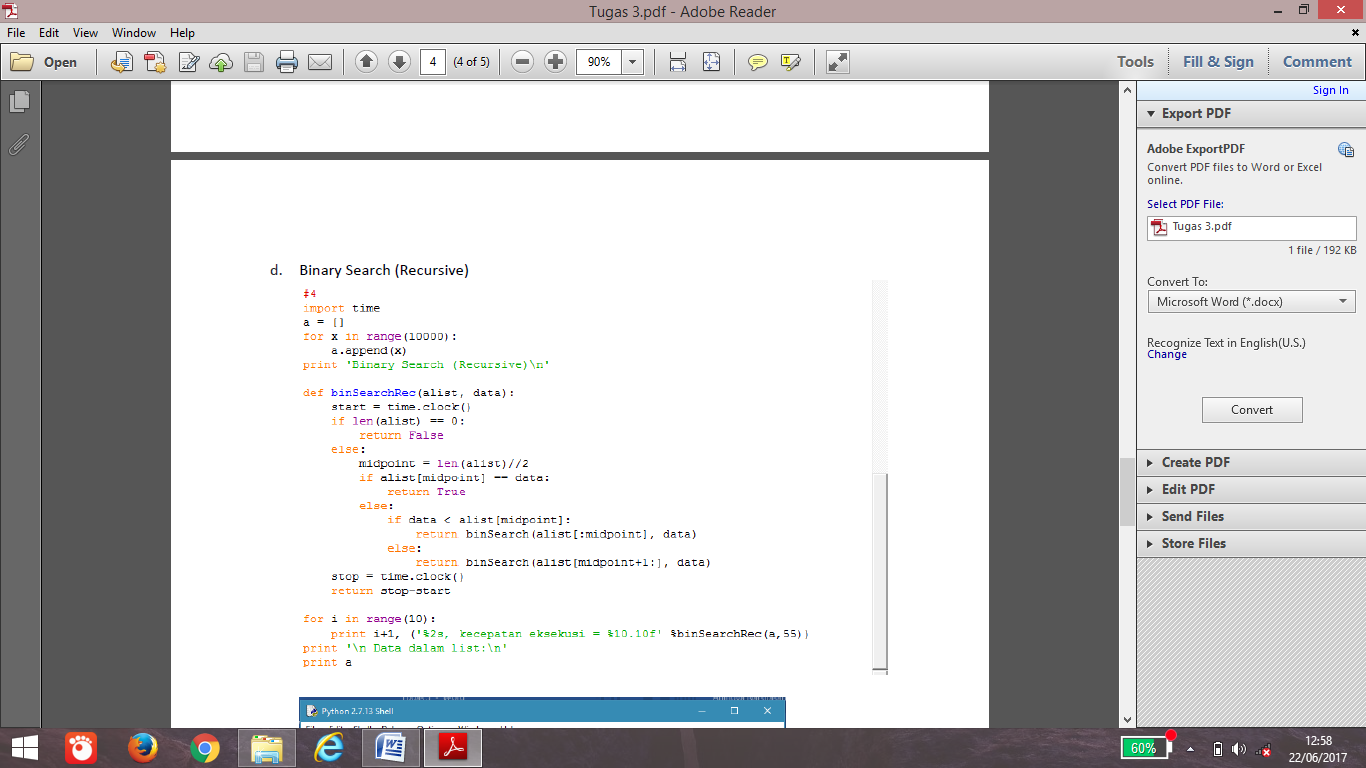 Tugas 3.pdf - Adobe Reader
File Edit View Window Help
Open 4 (4 of 5) 90% Tools Fill & Sign Comment
Sign In
Export PDF
Adobe ExportPDF
Convert PDF files to Word or Excel
online.
Select PDF File:
Tugas 3.pdf
1 file / 192 KB
Convert To:
Microsoft Word (*.docx)
Recognize Text in English(U.S.)
Change
Convert
Create PDF
Edit PDF
Send Files
Store Files
d. Binary Search (Recursive)
#4
import time
a = []
for x in range(10000):
    a.append(x)
print 'Binary Search (Recursive)\n'
def binSearchRec(alist, data):
    start = time.clock()
    if len(alist) == 0:
        return False
    else:
        midpoint = len(alist)//2
        if alist[midpoint] == data:
            return True
        else:
            if data < alist[midpoint]:
                return binSearch(alist[:midpoint], data)
            else:
                return binSearch(alist[midpoint+1:], data)
    stop = time.clock()
    return stop-start
for i in range(10):
    print i+1, ('%2s, kecepatan eksekusi = %10.10f' %binSearchRec(a,55))
print '\n Data dalam list:\n'
print a
Python 2.7.13 Shell
60%
12:58
22/06/2017